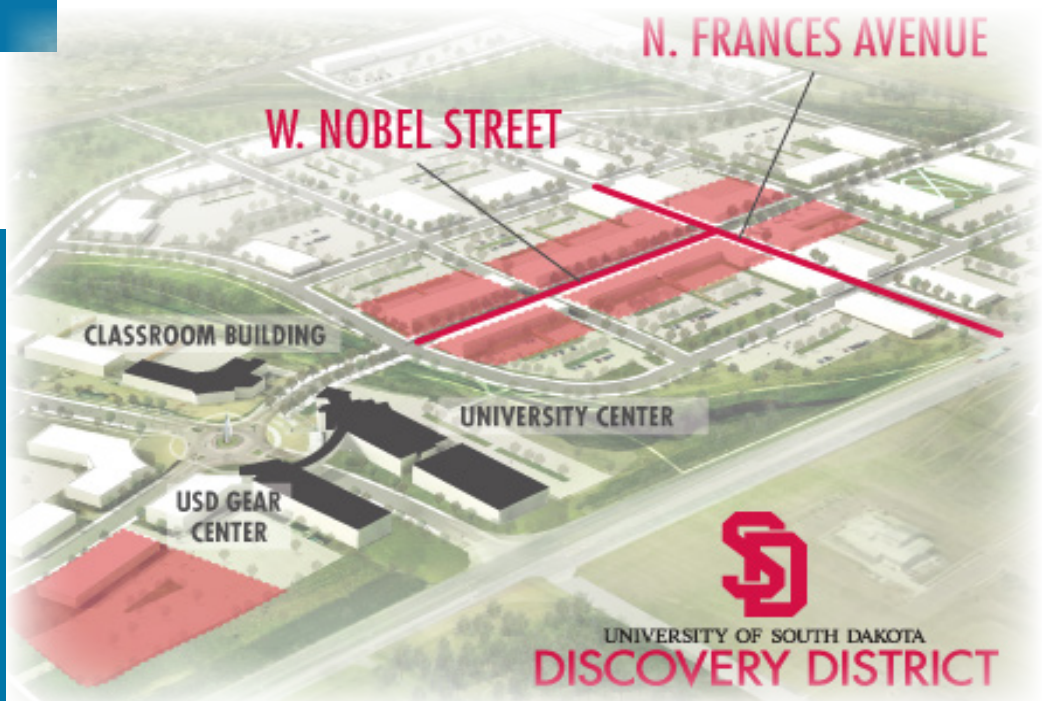 N. FRANCES AVENUE
W. NOBEL STREET
CLASSROOM BUILDING
UNIVERSITY CENTER
USD GEAR
CENTER
SD
UNIVERSITY OF SOUTH DAKOTA
DISCOVERY DISTRICT